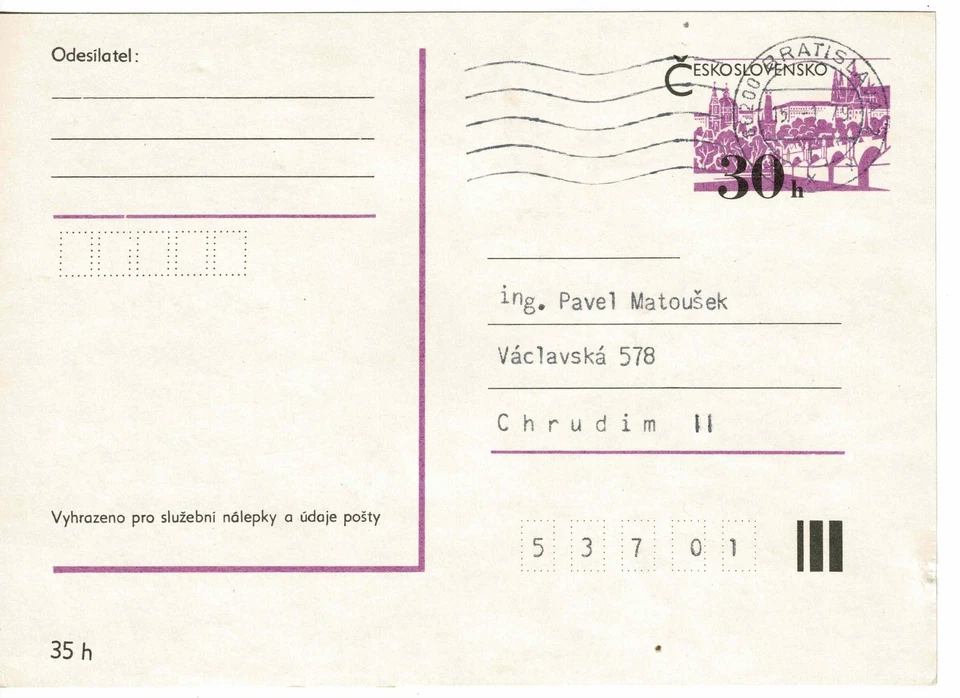 Odesílatel:
ČESKOSLOVENSKO
BRATISLAVA
30 h
ing. Pavel Matoušek
Václavská 578
Chrudim II
Vyhrazeno pro služební nálepky a údaje pošty
5 3 7 0 1
35 h